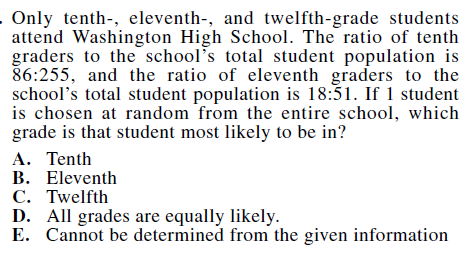 . Only tenth-, eleventh-, and twelfth-grade students
attend Washington High School. The ratio of tenth
graders to the school’s total student population is
86:255, and the ratio of eleventh graders to the
school’s total student population is 18:51. If 1 student
is chosen at random from the entire school, which
grade is that student most likely to be in?
A. Tenth
B. Eleventh
C. Twelfth
D. All grades are equally likely.
E. Cannot be determined from the given information